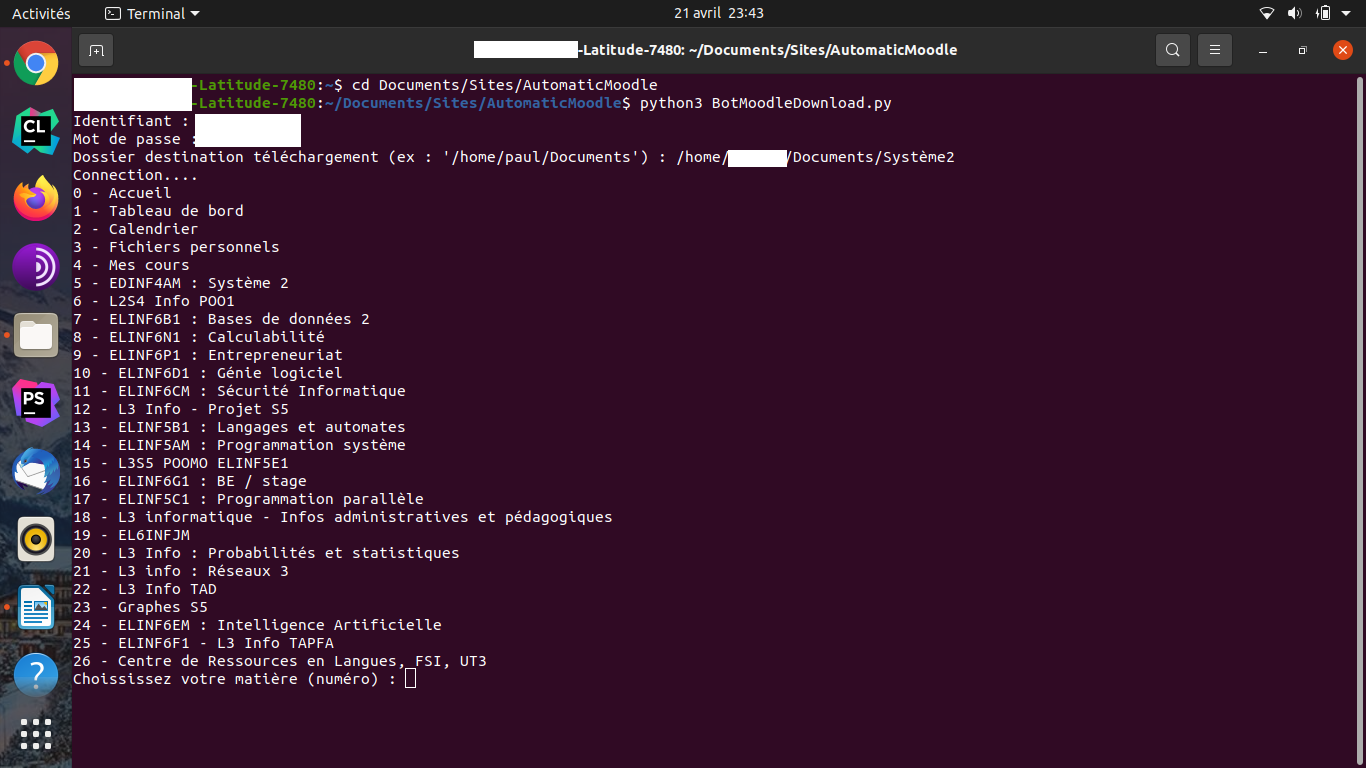 Activités Terminal 21 avril 23:43
-Latitude-7480: ~/Documents/Sites/AutomaticMoodle
-Latitude-7480:~$ cd Documents/Sites/AutomaticMoodle
-Latitude-7480:~/Documents/Sites/AutomaticMoodle$ python3 BotMoodleDownload.py
Identifiant :
Mot de passe :
Dossier destination téléchargement (ex : '/home/paul/Documents') : /home/ /Documents/Système2
Connection....
0 - Accueil
1 - Tableau de bord
2 - Calendrier
3 - Fichiers personnels
4 - Mes cours
5 - EDINF4AM : Système 2
6 - L2S4 Info POO1
7 - ELINF6B1 : Bases de données 2
8 - ELINF6N1 : Calculabilité
9 - ELINF6P1 : Entrepreneuriat
10 - ELINF6D1 : Génie logiciel
11 - ELINF6CM : Sécurité Informatique
12 - L3 Info - Projet S5
13 - ELINF5B1 : Langages et automates
14 - ELINF5AM : Programmation système
15 - L3S5 POOMO ELINF5E1
16 - ELINF6G1 : BE / stage
17 - ELINF5C1 : Programmation parallèle
18 - L3 informatique - Infos administratives et pédagogiques
19 - EL6INFJM
20 - L3 Info : Probabilités et statistiques
21 - L3 info : Réseaux 3
22 - L3 Info TAD
23 - Graphes S5
24 - ELINF6EM : Intelligence Artificielle
25 - ELINF6F1 - L3 Info TAPFA
26 - Centre de Ressources en Langues, FSI, UT3
Choississez votre matière (numéro) :
CL
PS
?